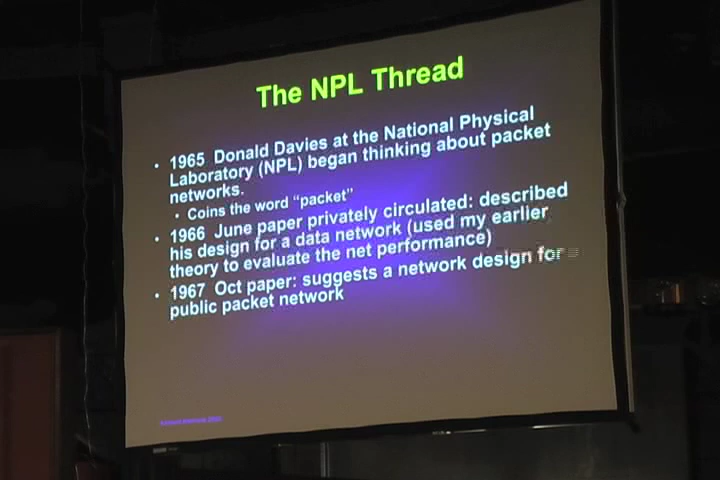 The NPL Thread
• 1965 Donald Davies at the National Physical
Laboratory (NPL) began thinking about packet
networks.
• Coins the word "packet"
• 1966 June paper privately circulated: described
his design for a data network (used my earlier
theory to evaluate the net performance)
• 1967 Oct paper: suggests a network design for
public packet network